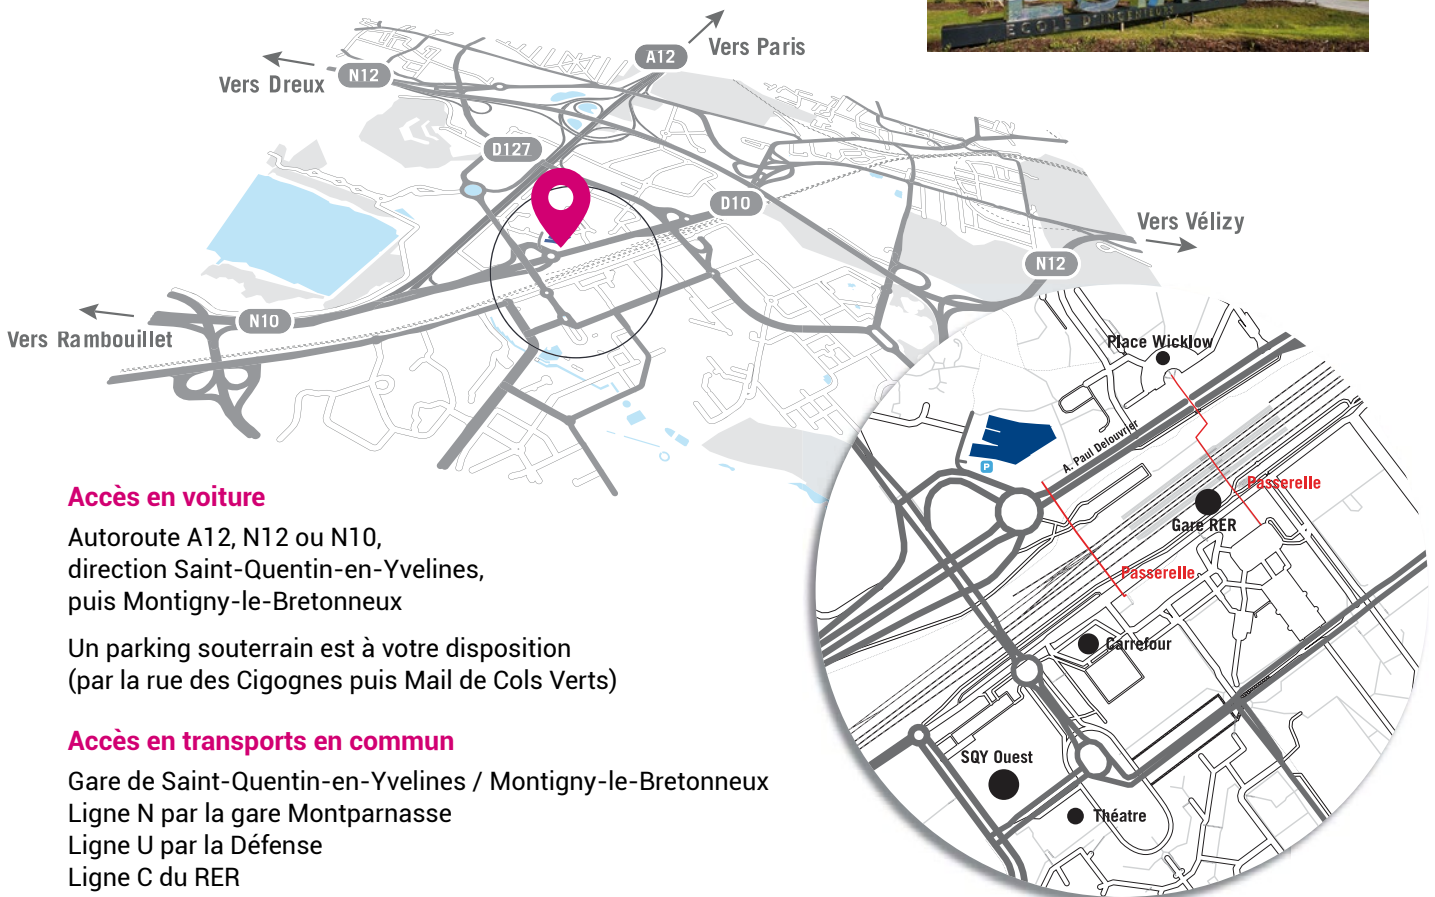 ECOLE D'INGENIEURS
A12
Vers Paris
Vers Dreux
N12
D127
D10
Vers Vélizy
N12
N10
Vers Rambouillet
Place Wicklow
A. Paul Delouvrier
P
Passerelle
Gare RER
Passerelle
Carrefour
SQY Ouest
Théatre
Accès en voiture
Autoroute A12, N12 ou N10,
direction Saint-Quentin-en-Yvelines,
puis Montigny-le-Bretonneux
Un parking souterrain est à votre disposition
(par la rue des Cigognes puis Mail de Cols Verts)
Accès en transports en commun
Gare de Saint-Quentin-en-Yvelines / Montigny-le-Bretonneux
Ligne N par la gare Montparnasse
Ligne U par la Défense
Ligne C du RER